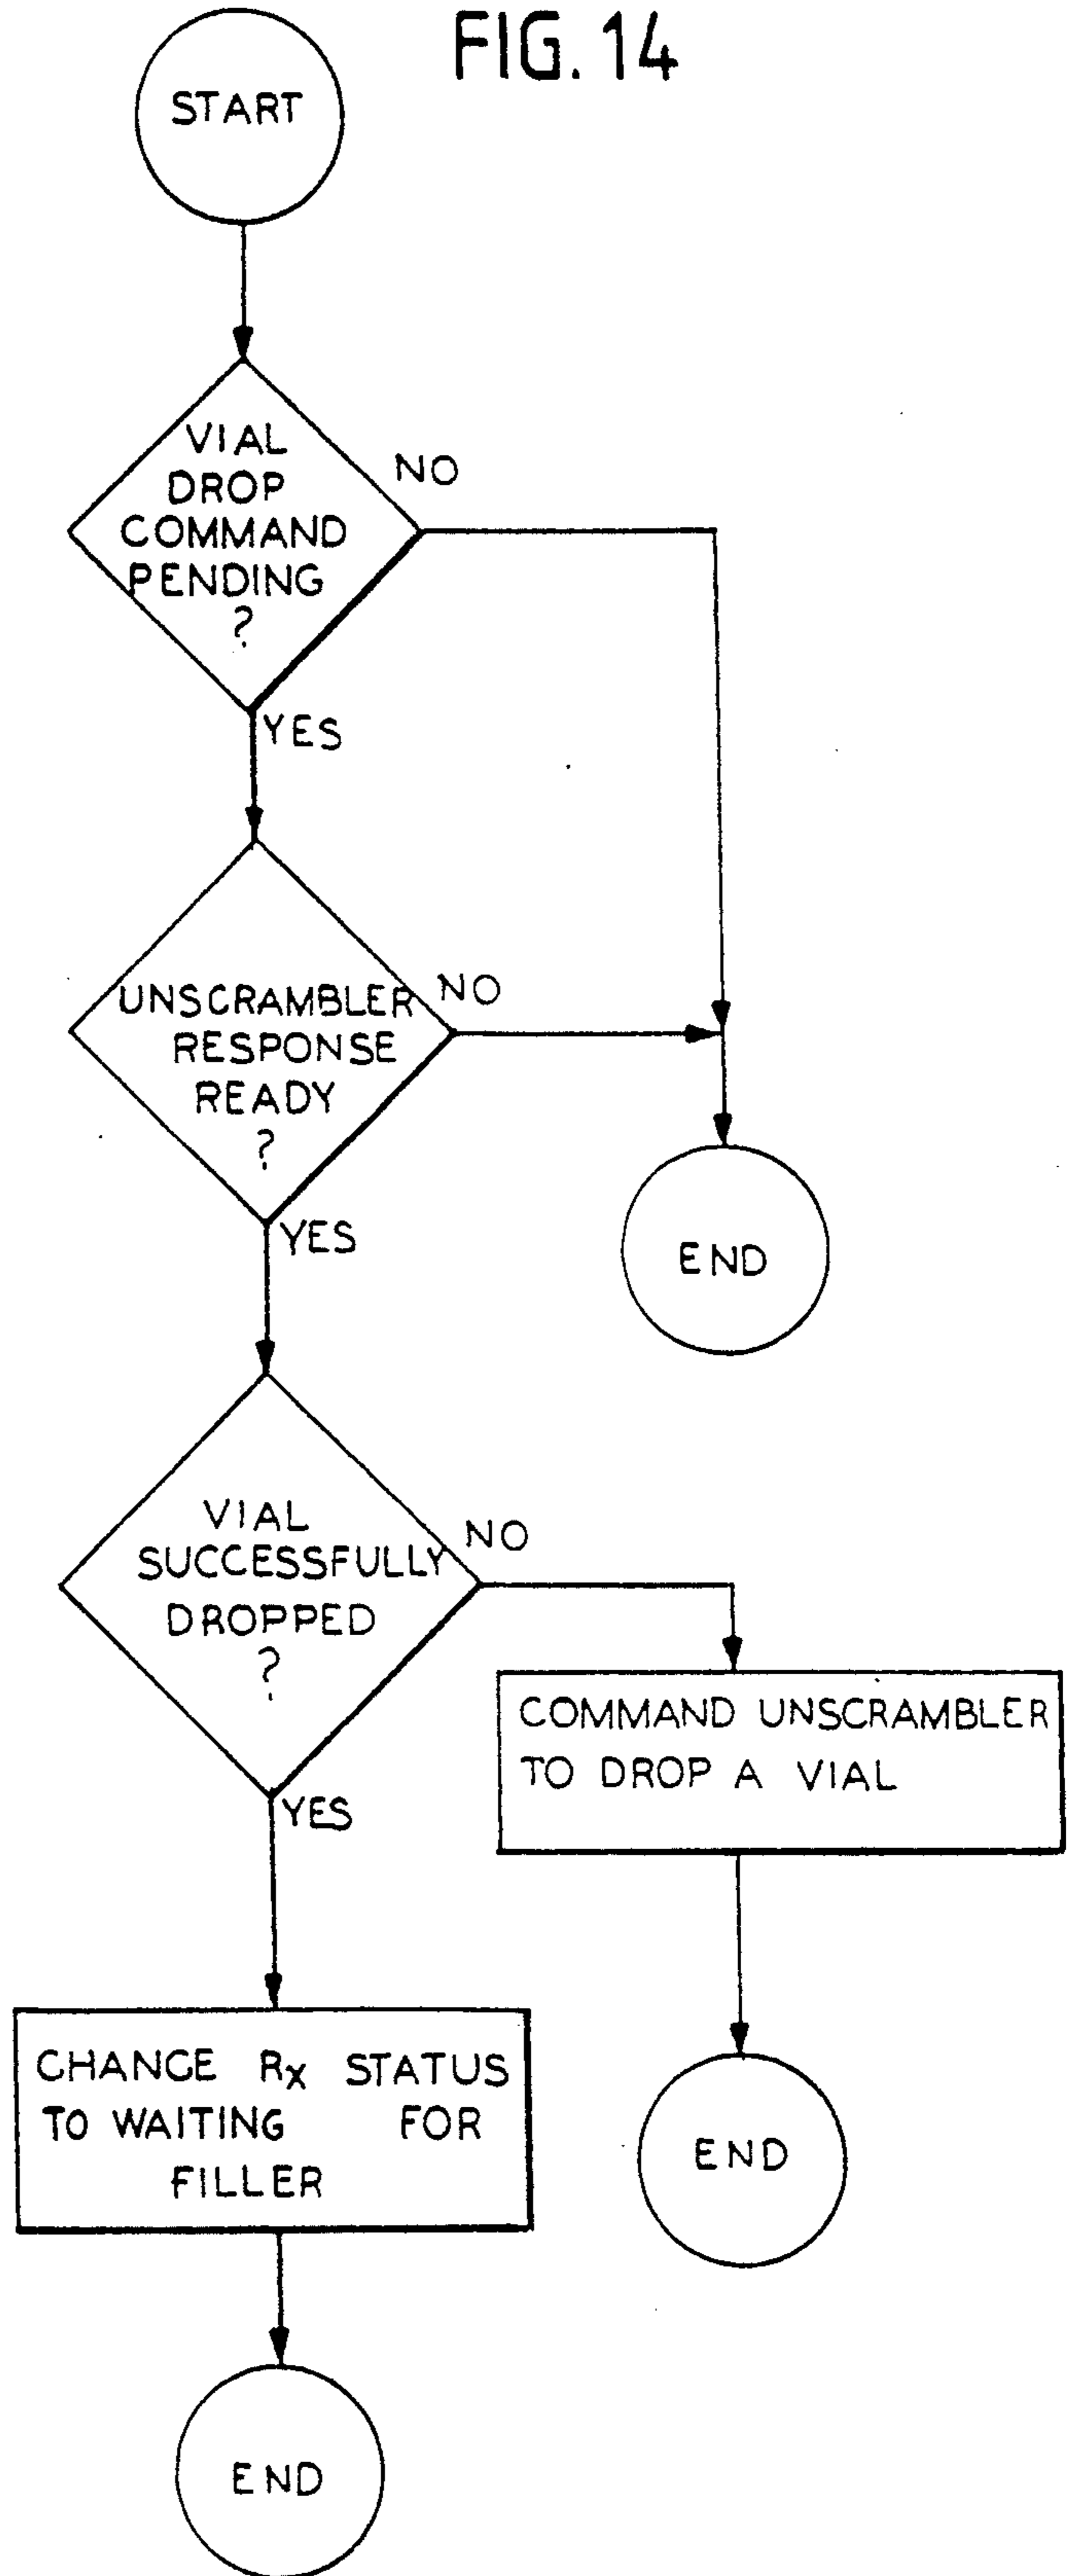 FIG. 14
START
VIAL
DROP
COMMAND
PENDING
?
NO
YES
UNSCRAMBLER
RESPONSE
READY
?
NO
YES
END
VIAL
SUCCESSFULLY
DROPPED
?
NO
YES
COMMAND UNSCRAMBLER
TO DROP A VIAL
CHANGE Rx STATUS
TO WAITING FOR
FILLER
END
END